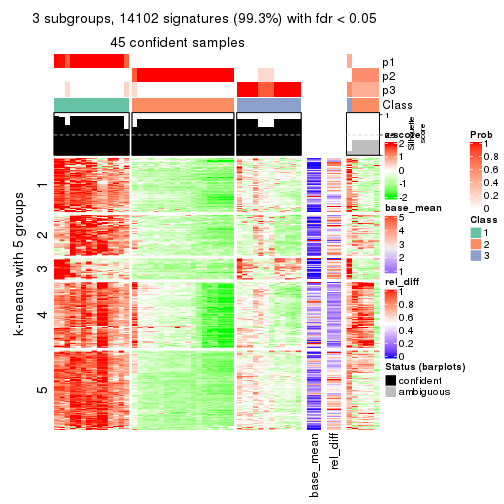 3 subgroups, 14102 signatures (99.3%) with fdr < 0.05
45 confident samples
p1
p2
p3
Class
1
Silhouette
score
z-score
2
1
0
-1
-2
base_mean
5
4
3
2
1
rel_diff
1
0.8
0.6
0.4
0.2
0
Prob
1
0.8
0.6
0.4
0.2
0
Class
1
2
3
Status (barplots)
confident
ambiguous
k-means with 5 groups
1
2
3
4
5
base_mean
rel_diff